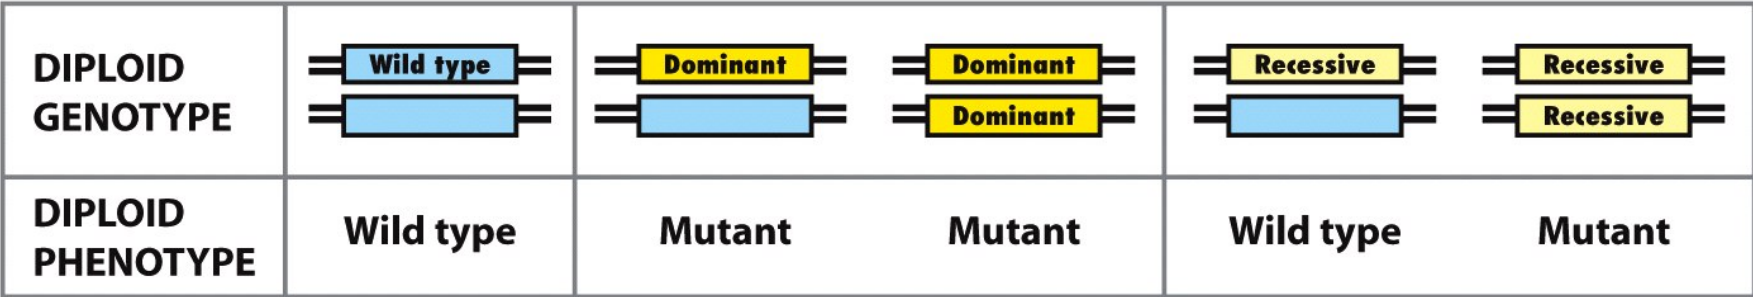 DIPLOID
GENOTYPE
Wild type
Dominant
Dominant
Dominant
Recessive
Recessive
Recessive
DIPLOID
PHENOTYPE
Wild type
Mutant
Mutant
Wild type
Mutant